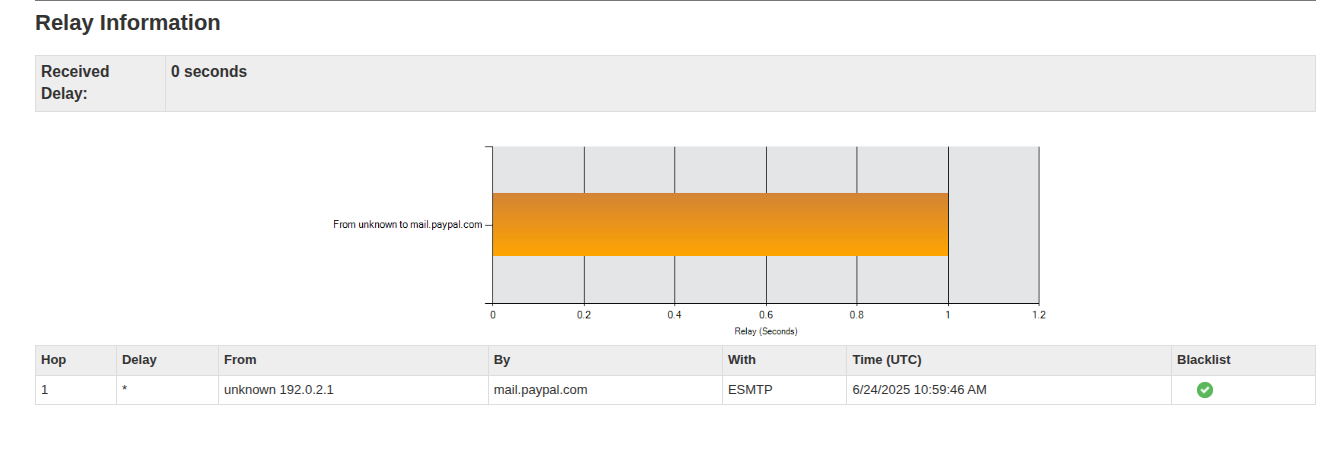 Relay Information
Received Delay: 0 seconds
From unknown to mail.paypal.com
0 0.2 0.4 0.6 0.8 1 1.2
Relay (Seconds)
Hop Delay From By With Time (UTC) Blacklist
1 * unknown 192.0.2.1 mail.paypal.com ESMTP 6/24/2025 10:59:46 AM